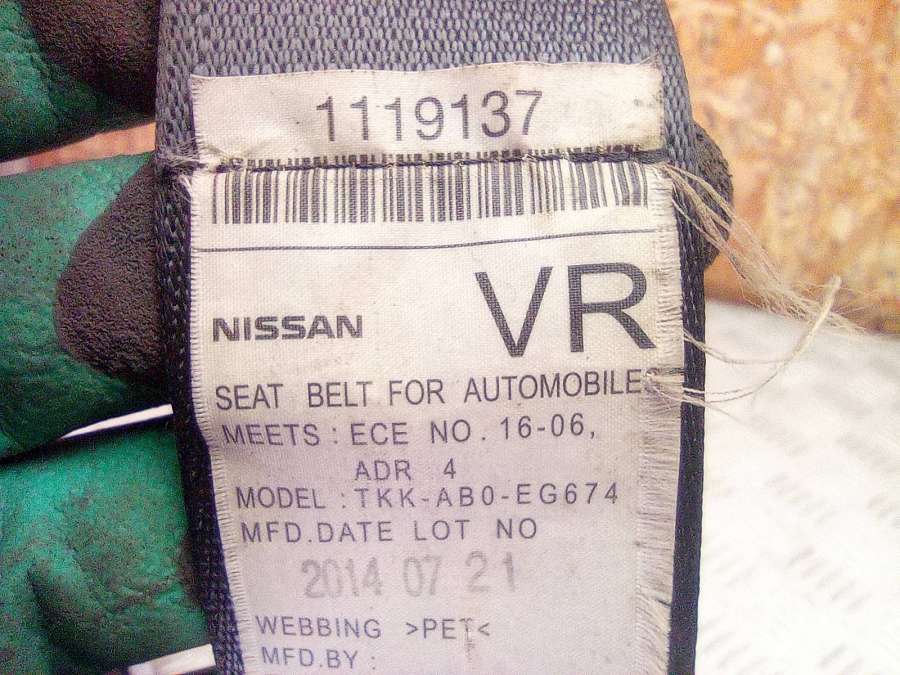 1119137
NISSAN
VR
SEAT BELT FOR AUTOMOBILE
MEETS : ECE NO. 16-06,
ADR 4
MODEL : TKK-AB0-EG674
MFD.DATE LOT NO
2014 07 21
WEBBING >PET<
MFD.BY :